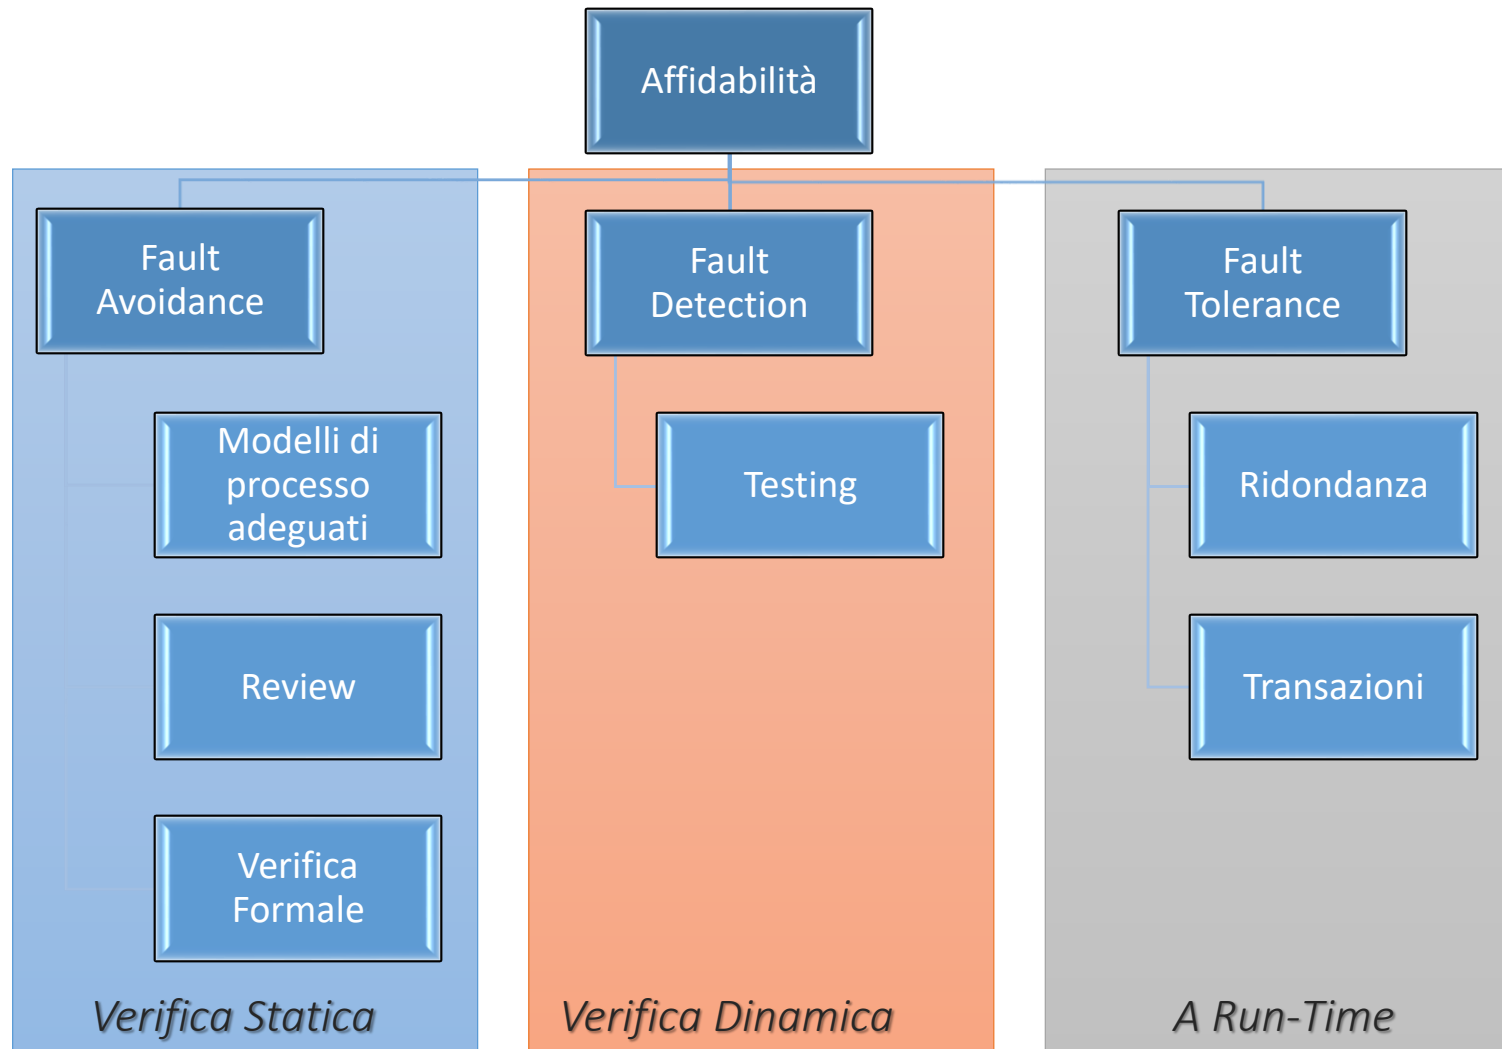 Affidabilità
Fault
Avoidance
Modelli di
processo
adeguati
Review
Verifica
Formale
Verifica Statica
Fault
Detection
Testing
Verifica Dinamica
Fault
Tolerance
Ridondanza
Transazioni
A Run-Time